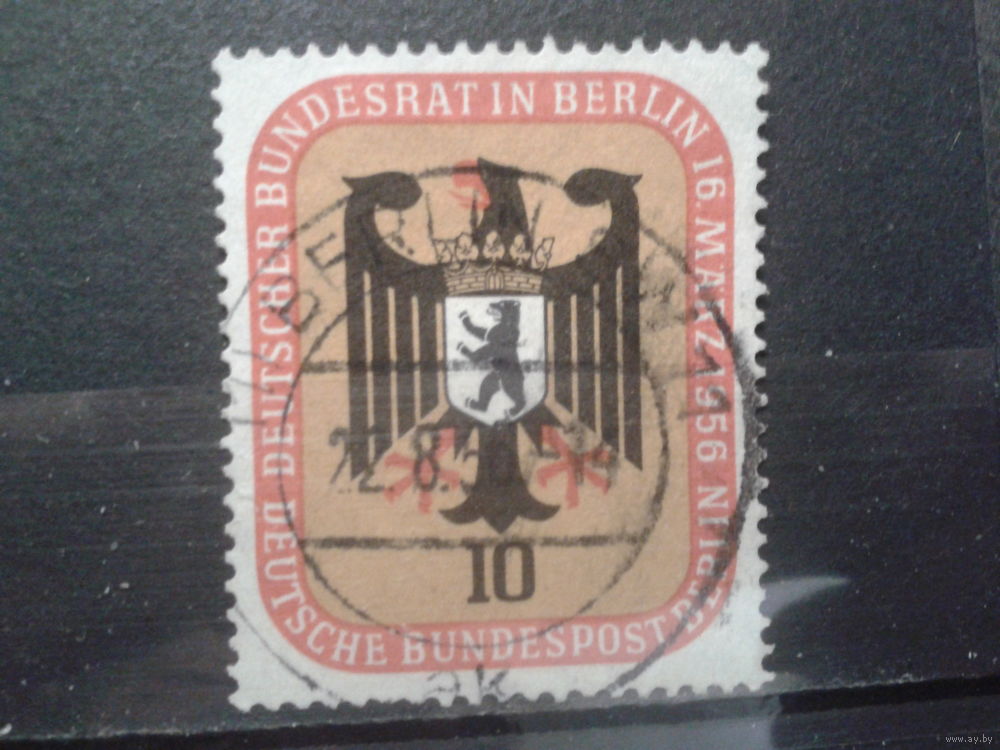 DEUTSCHER BUNDESRAT IN BERLIN 16. MÄRZ 1956
DEUTSCHE BUNDESPOST BERLIN
10
www.ay.by